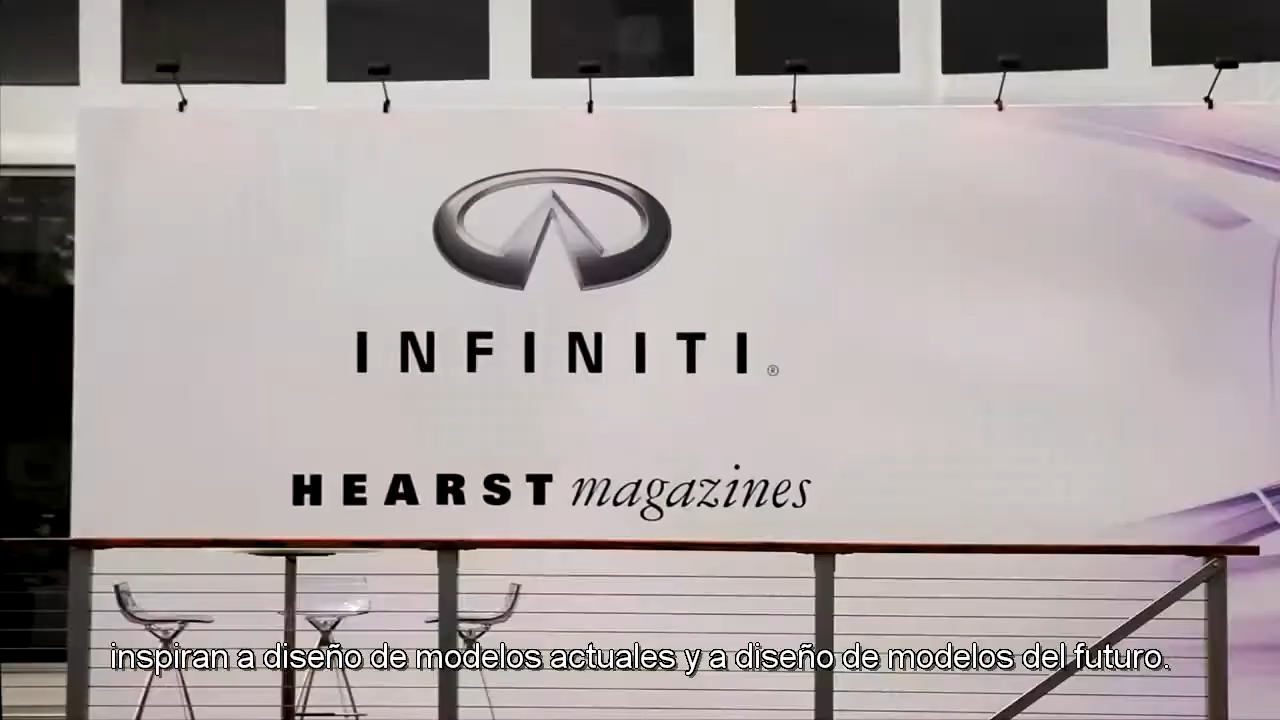 INFINITI®
HEARST magazines
inspiran a diseño de modelos actuales y a diseño de modelos del futuro.